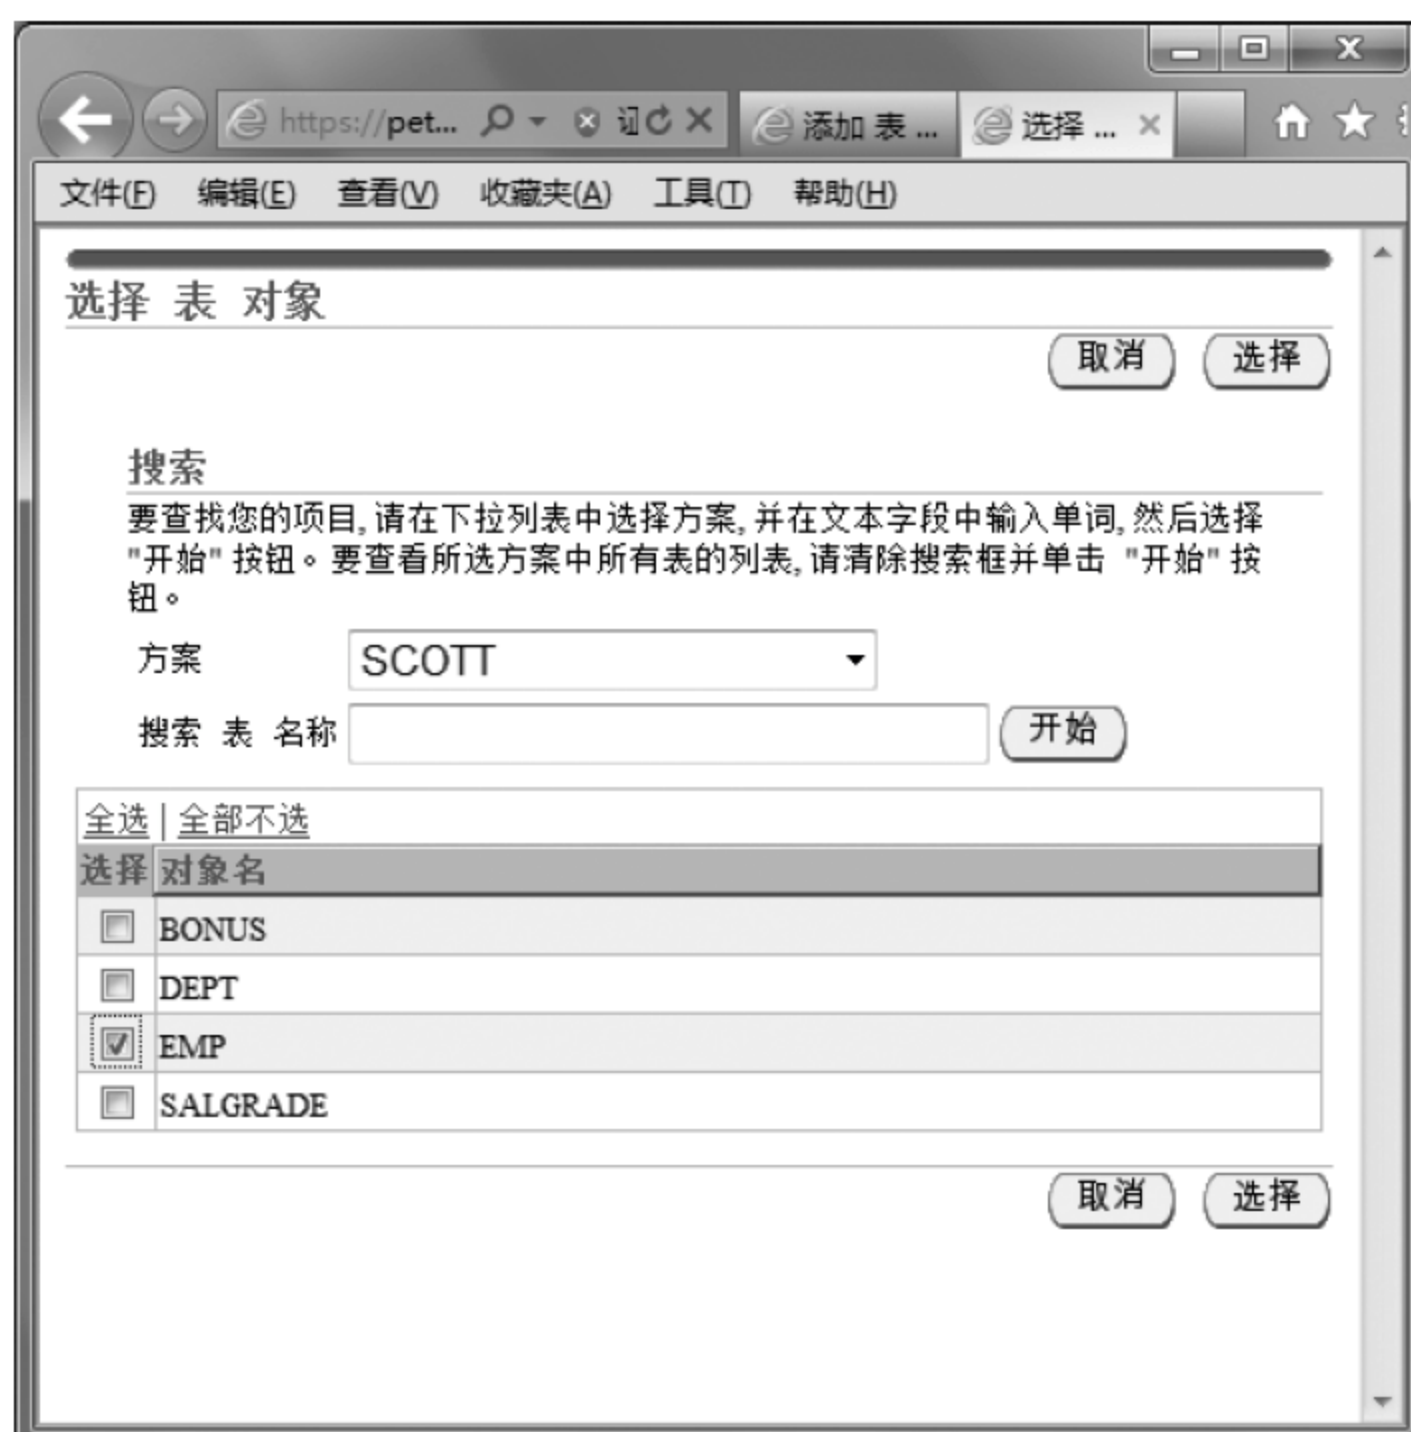 https://pet... 证 添加 表 ... 选择 ...
文件(F) 编辑(E) 查看(V) 收藏夹(A) 工具(T) 帮助(H)
选择 表 对象
取消 选择
搜索
要查找您的项目, 请在下拉列表中选择方案, 并在文本字段中输入单词, 然后选择
"开始" 按钮。要查看所选方案中所有表的列表, 请清除搜索框并单击 "开始" 按
钮。
方案 SCOTT
搜索 表 名称 开始
全选 | 全部不选
选择 对象名
BONUS
DEPT
EMP
SALGRADE
取消 选择